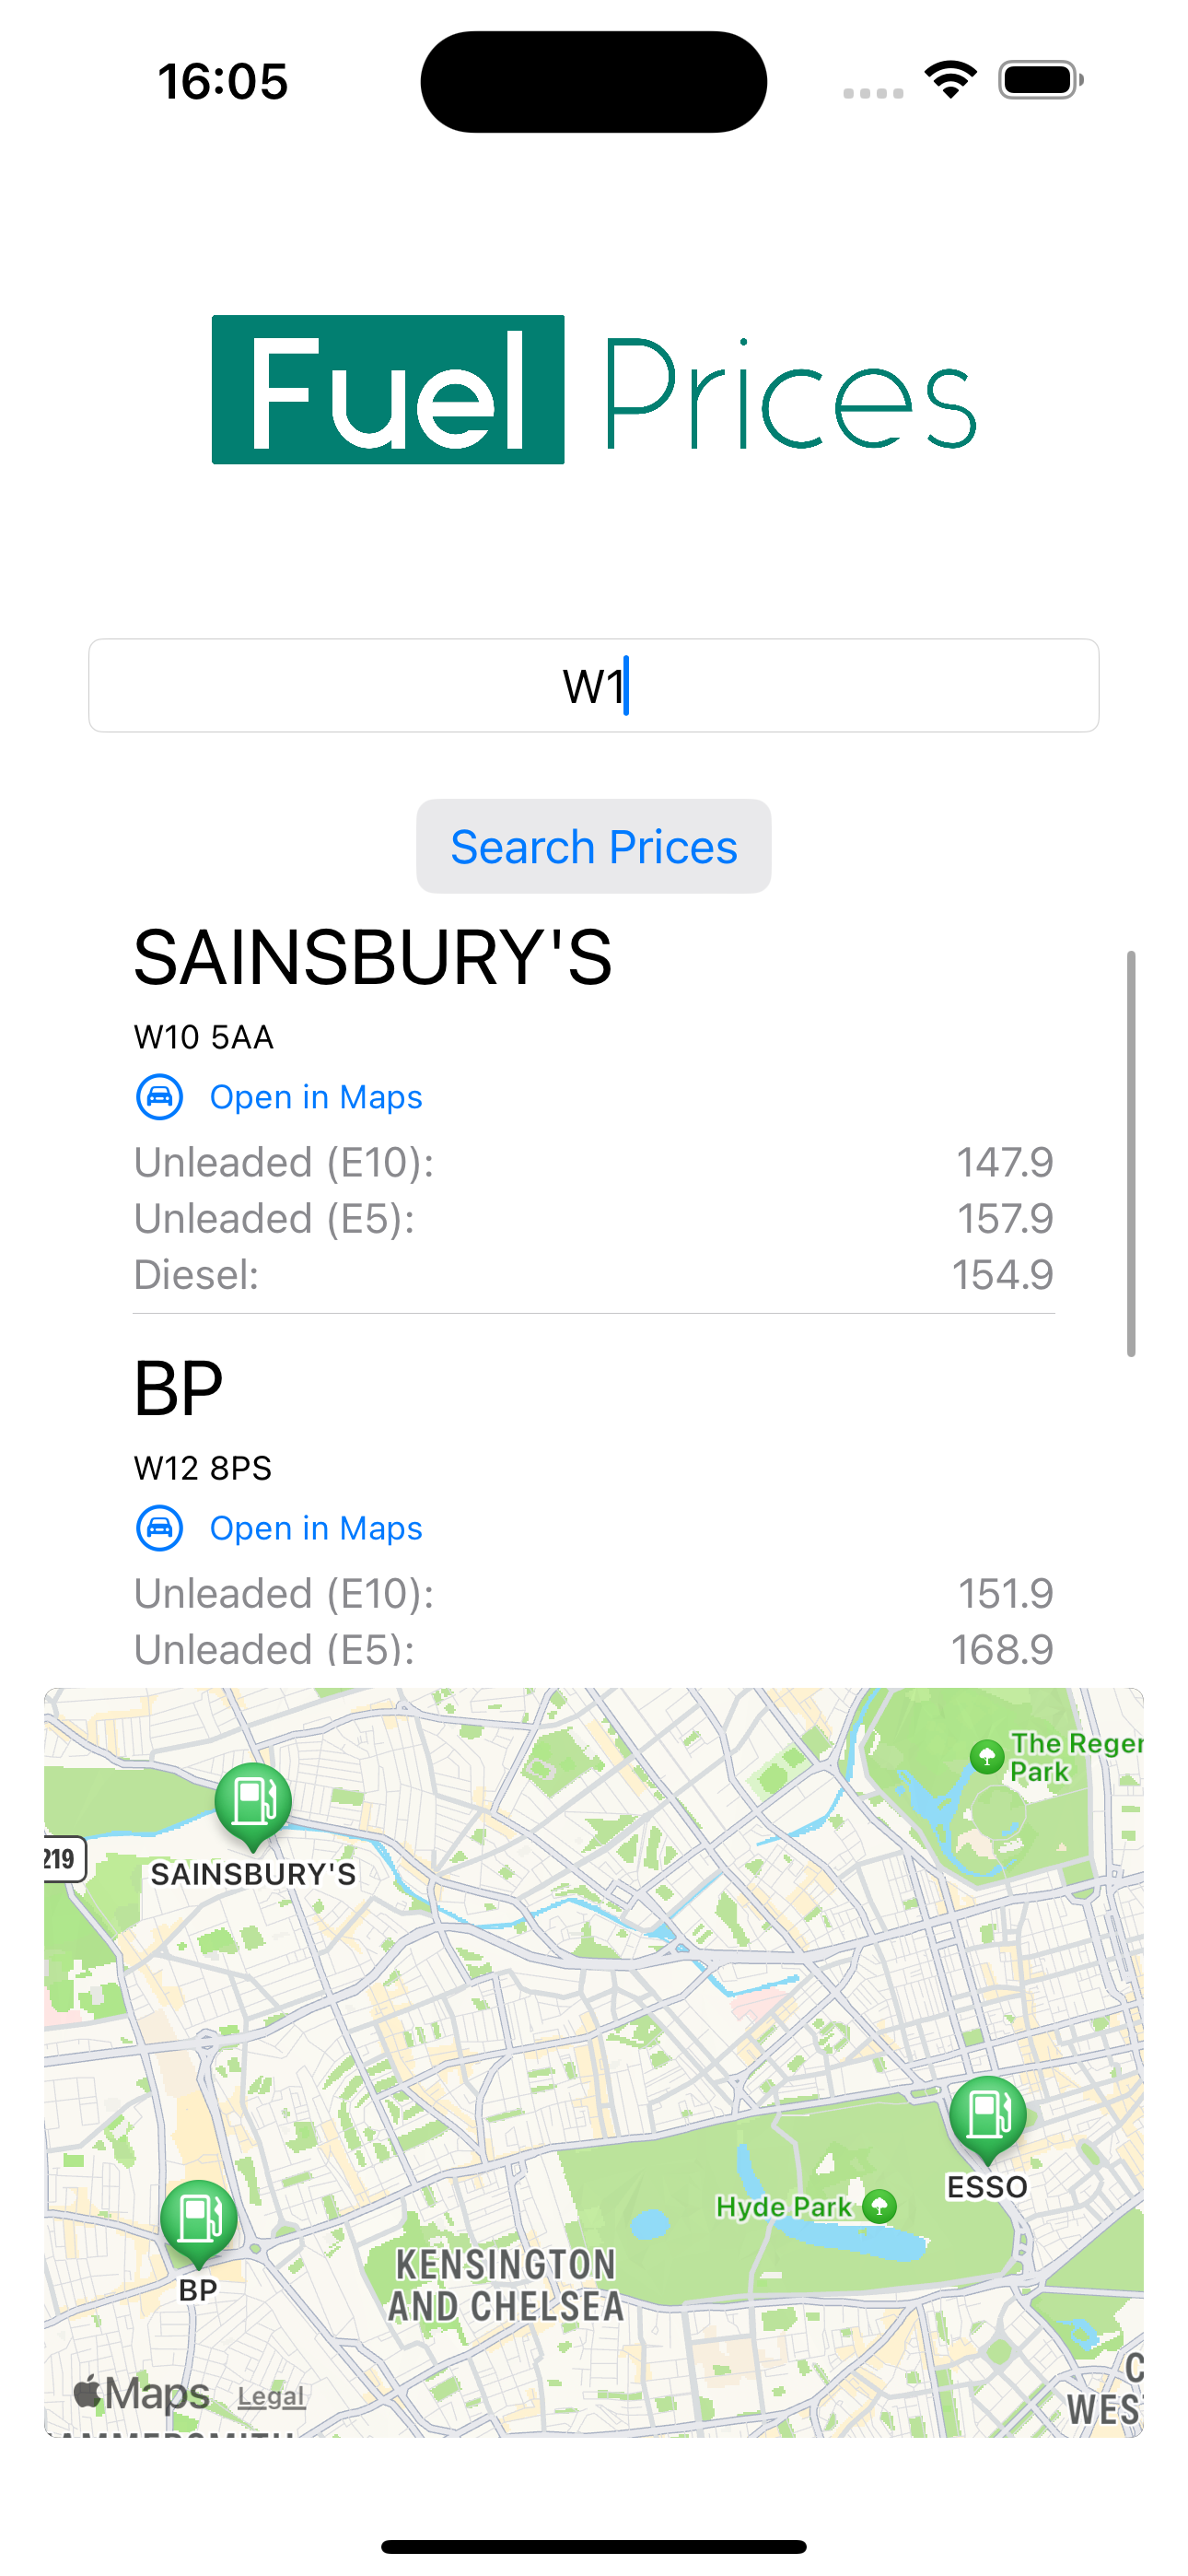 16:05
Fuel Prices
W1
Search Prices
SAINSBURY'S
W10 5AA
Open in Maps
Unleaded (E10): 147.9
Unleaded (E5): 157.9
Diesel: 154.9
BP
W12 8PS
Open in Maps
Unleaded (E10): 151.9
Unleaded (E5): 168.9
The Reger
Park
219
SAINSBURY'S
ESSO
Hyde Park
KENSINGTON
AND CHELSEA
BP
C
WES
Maps Legal